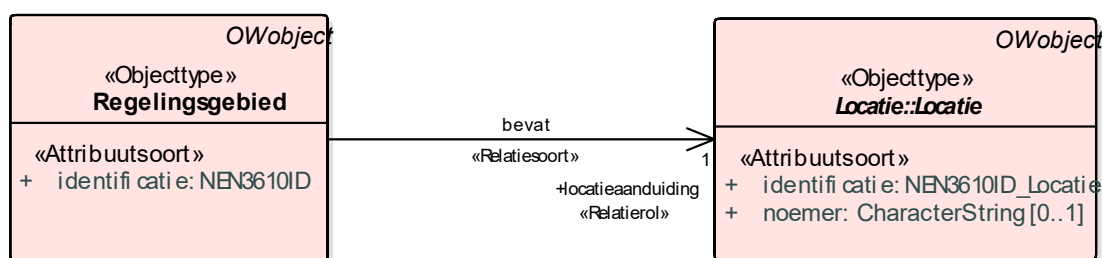 OWobject
«Objecttype»
Regelingsgebied
«Attribuutsoort»
+ identificatie: NEN3610ID
bevat
«Relatiesoort»
1
+locatieaanduiding
«Relatierol»
OWobject
«Objecttype»
Locatie::Locatie
«Attribuutsoort»
+ identificatie: NEN3610ID_Locatie
+ noemer: CharacterString [0..1]